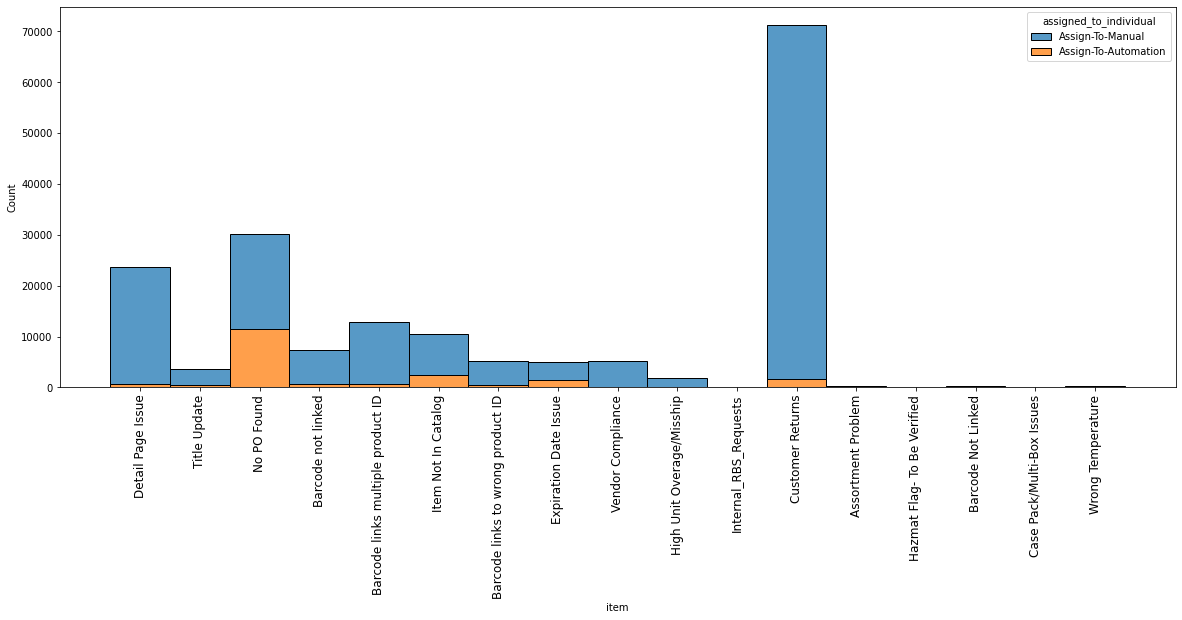 assigned_to_individual
Assign-To-Manual
Assign-To-Automation
70000
60000
50000
40000
30000
20000
10000
0
Count
Detail Page Issue
Title Update
No PO Found
Barcode not linked
Barcode links multiple product ID
Item Not In Catalog
Barcode links to wrong product ID
Expiration Date Issue
Vendor Compliance
High Unit Overage/Misship
Internal_RBS_Requests
Customer Returns
Assortment Problem
Hazmat Flag- To Be Verified
Barcode Not Linked
Case Pack/Multi-Box Issues
Wrong Temperature
item